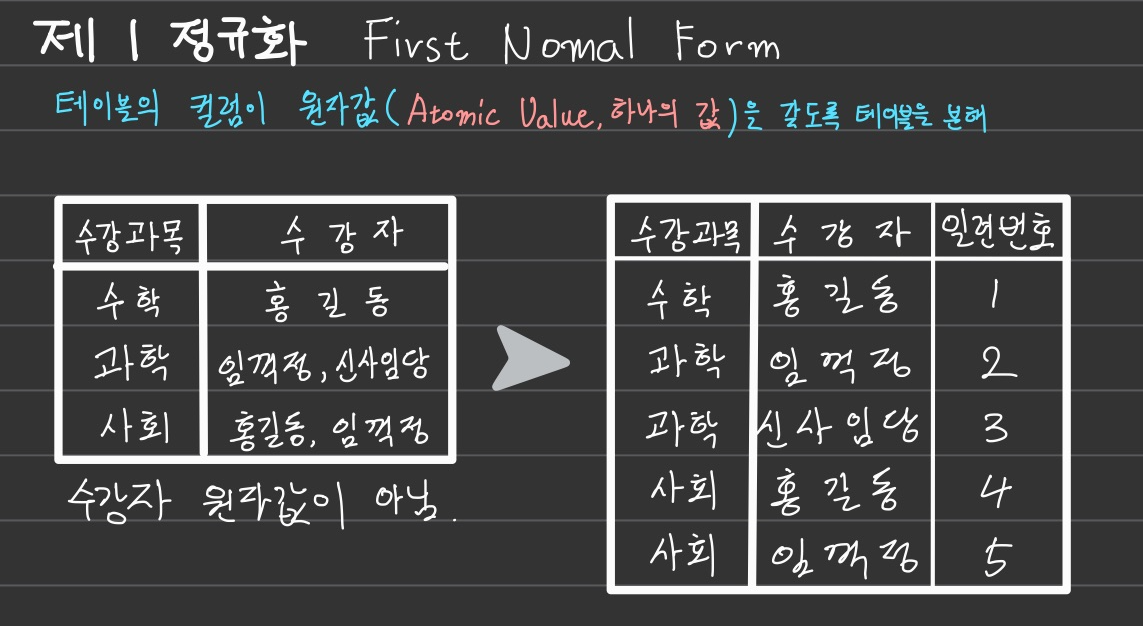 제 1 정규화 First Nomal Form
테이블의 컬럼이 원자값(Atomic Value, 하나의 값)을 갖도록 테이블을 분해
수강과목 수강자
수학 홍길동
과학 임꺽정, 신사임당
사회 홍길동, 임꺽정
수강자 원자값이 아님.
수강과목 수강자 일련번호
수학 홍길동 1
과학 임꺽정 2
과학 신사임당 3
사회 홍길동 4
사회 임꺽정 5